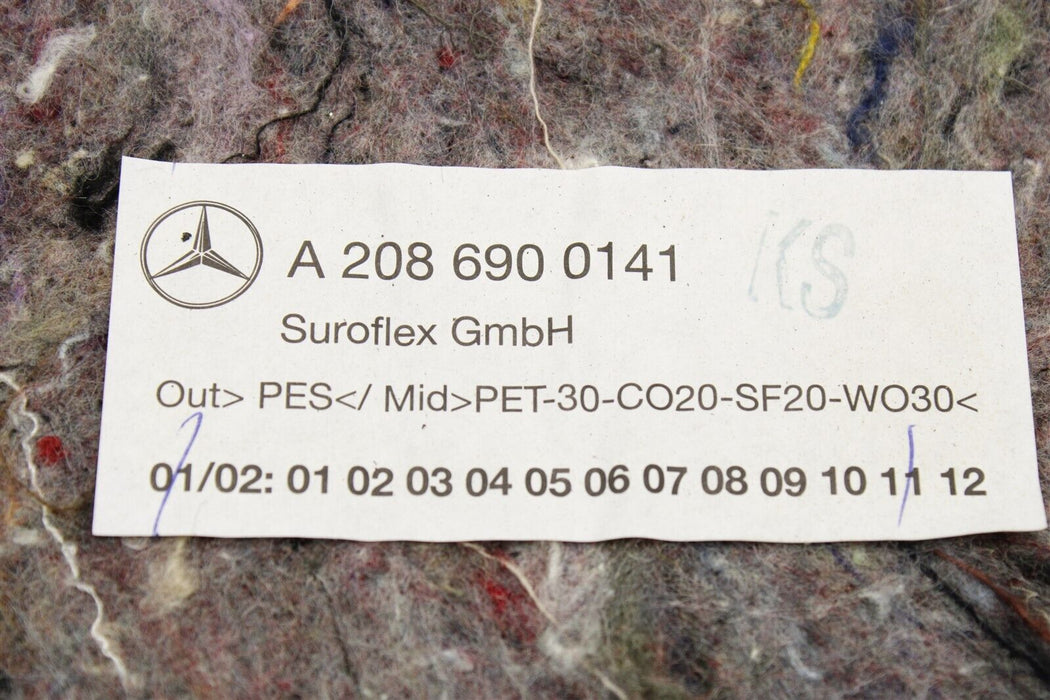 A 208 690 0141
KS
Suroflex GmbH
Out> PES</ Mid>PET-30-CO20-SF20-WO30<
01/02: 01 02 03 04 05 06 07 08 09 10 11 12